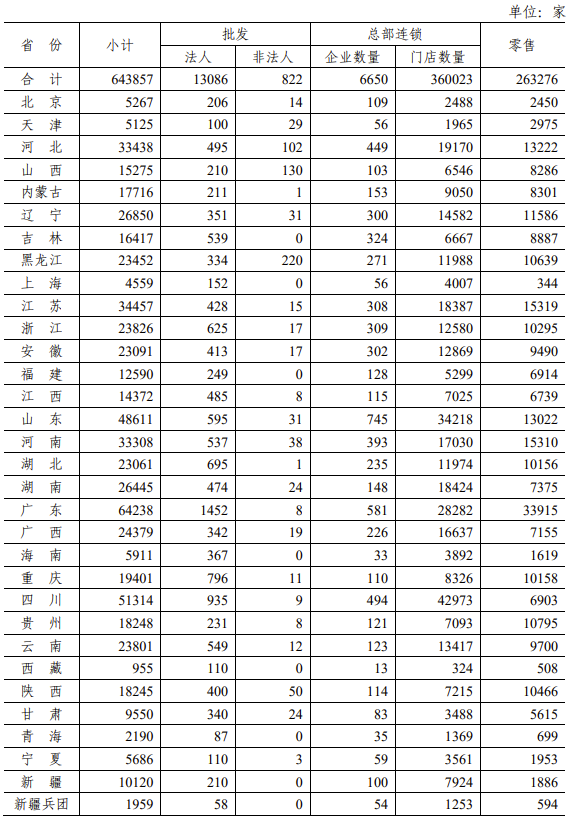 单位：家
省 份 小计 批发 总部连锁 零售
法人 非法人 企业数量 门店数量
合 计 643857 13086 822 6650 360023 263276
北 京 5267 206 14 109 2488 2450
天 津 5125 100 29 56 1965 2975
河 北 33438 495 102 449 19170 13222
山 西 15275 210 130 103 6546 8286
内蒙古 17716 211 1 153 9050 8301
辽 宁 26850 351 31 300 14582 11586
吉 林 16417 539 0 324 6667 8887
黑龙江 23452 334 220 271 11988 10639
上 海 4559 152 0 56 4007 344
江 苏 34457 428 15 308 18387 15319
浙 江 23826 625 17 309 12580 10295
安 徽 23091 413 17 302 12869 9490
福 建 12590 249 0 128 5299 6914
江 西 14372 485 8 115 7025 6739
山 东 48611 595 31 745 34218 13022
河 南 33308 537 38 393 17030 15310
湖 北 23061 695 1 235 11974 10156
湖 南 26445 474 24 148 18424 7375
广 东 64238 1452 8 581 28282 33915
广 西 24379 342 19 226 16637 7155
海 南 5911 367 0 33 3892 1619
重 庆 19401 796 11 110 8326 10158
四 川 51314 935 9 494 42973 6903
贵 州 18248 231 8 121 7093 10795
云 南 23801 549 12 123 13417 9700
西 藏 955 110 0 13 324 508
陕 西 18245 400 50 114 7215 10466
甘 肃 9550 340 24 83 3488 5615
青 海 2190 87 0 35 1369 699
宁 夏 5686 110 3 59 3561 1953
新 疆 10120 210 0 100 7924 1886
新疆兵团 1959 58 0 54 1253 594